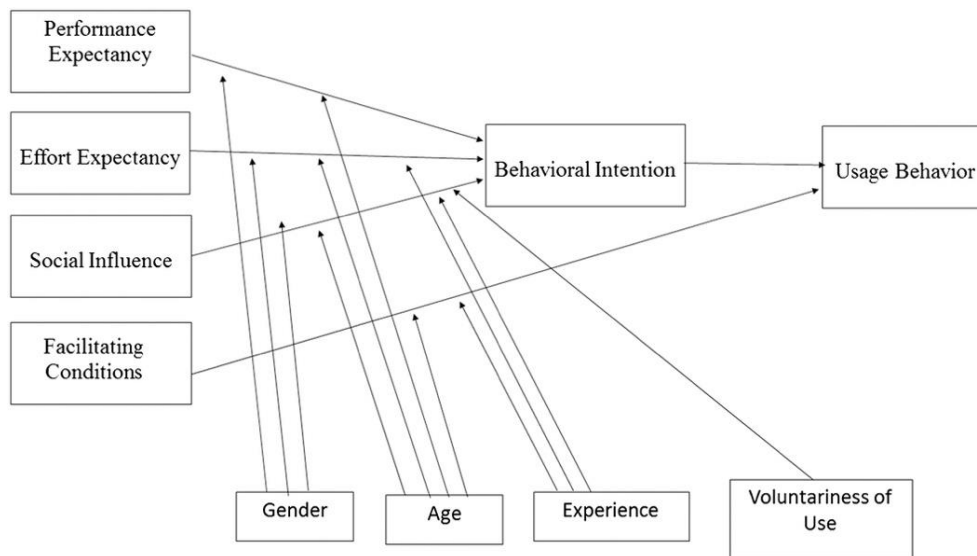 Performance
Expectancy
Effort Expectancy
Behavioral Intention
Usage Behavior
Social Influence
Facilitating
Conditions
Gender
Age
Experience
Voluntariness of
Use